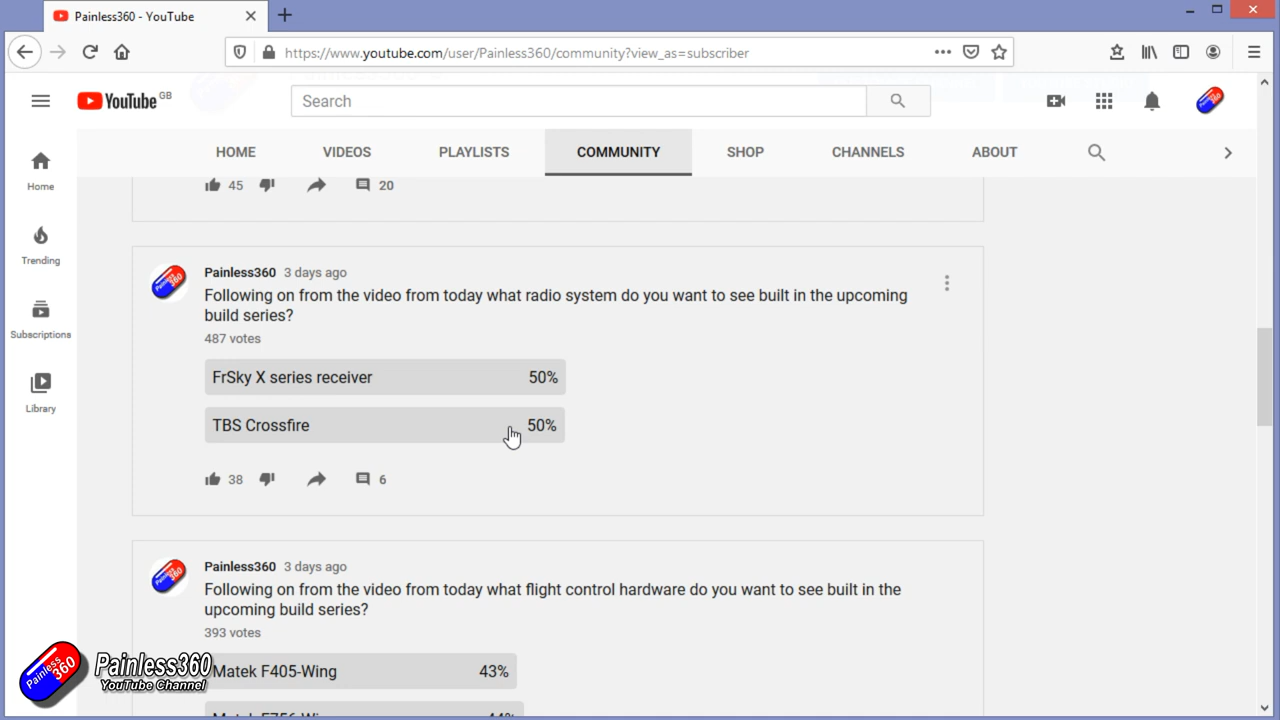 Painless360 - YouTube
https://www.youtube.com/user/Painless360/community?view_as=subscriber
YouTube GB
Search
HOME VIDEOS PLAYLISTS COMMUNITY SHOP CHANNELS ABOUT
Home
Trending
Subscriptions
Library
45 20
Painless360 3 days ago
Following on from the video from today what radio system do you want to see built in the upcoming
build series?
487 votes
FrSky X series receiver 50%
TBS Crossfire 50%
38 6
Painless360 3 days ago
Following on from the video from today what flight control hardware do you want to see built in the
upcoming build series?
393 votes
Matek F405-Wing 43%
Painless360
Painless360
YouTube Channel